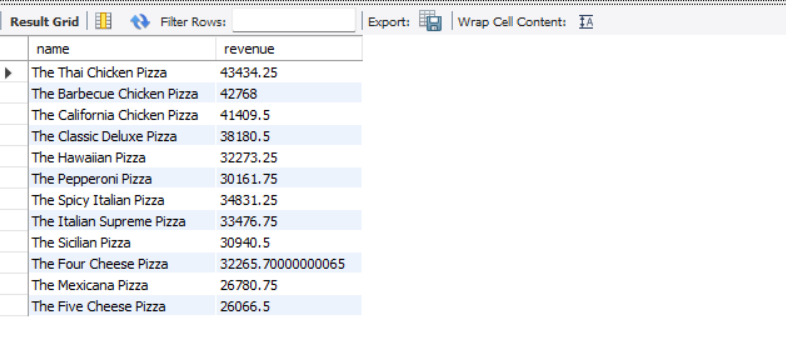 Result Grid Filter Rows: Export: Wrap Cell Content: IA
name revenue
The Thai Chicken Pizza 43434.25
The Barbecue Chicken Pizza 42768
The California Chicken Pizza 41409.5
The Classic Deluxe Pizza 38180.5
The Hawaiian Pizza 32273.25
The Pepperoni Pizza 30161.75
The Spicy Italian Pizza 34831.25
The Italian Supreme Pizza 33476.75
The Sicilian Pizza 30940.5
The Four Cheese Pizza 32265.70000000065
The Mexicana Pizza 26780.75
The Five Cheese Pizza 26066.5